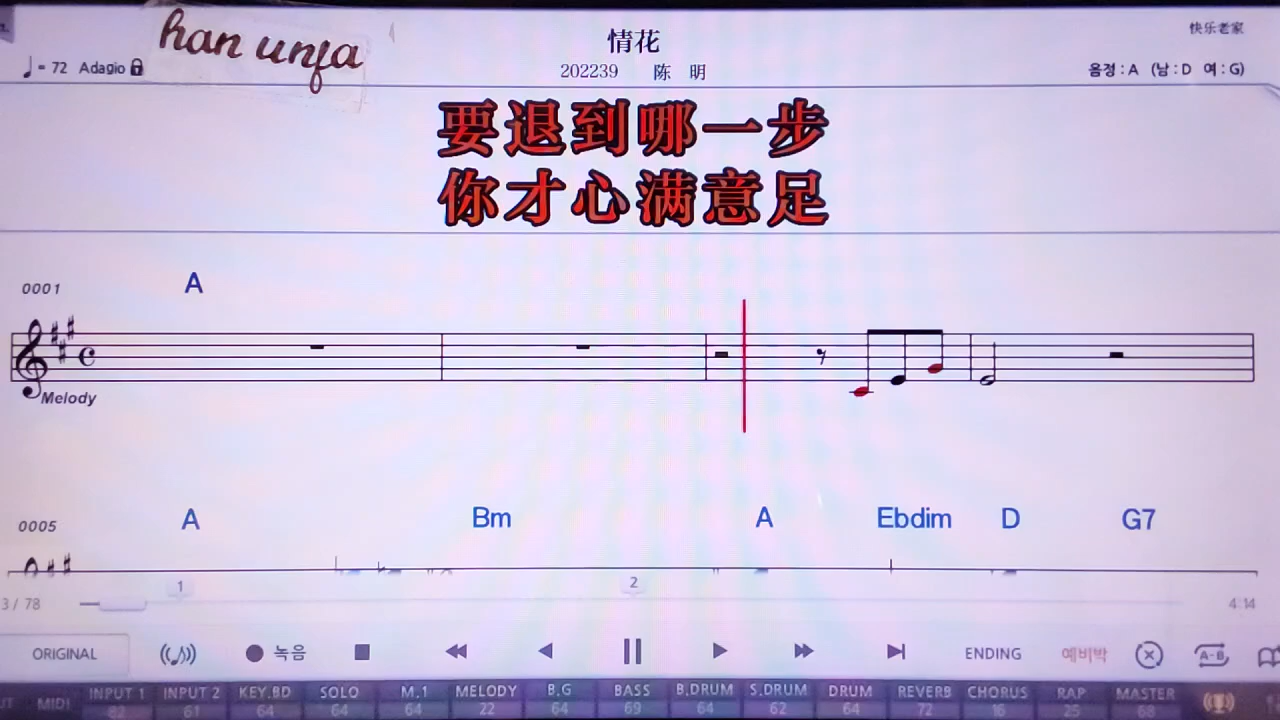 han unfa
情花
快乐老家
♩= 72 Adagio
202239 陈 明
음정 : A (남 : D 여 : G)
要退到哪一步
你才心满意足
0001 A
Melody
0005 A Bm A Ebdim D G7
1 2
3 / 78 4:14
ORIGINAL 녹음 ENDING 예비박 A-B
MIDI INPUT 1 INPUT 2 KEY.BD SOLO M.1 MELODY B.G BASS B.DRUM S.DRUM DRUM REVERB CHORUS RAP MASTER
82 61 64 64 64 22 64 69 64 62 64 72 16 25 68